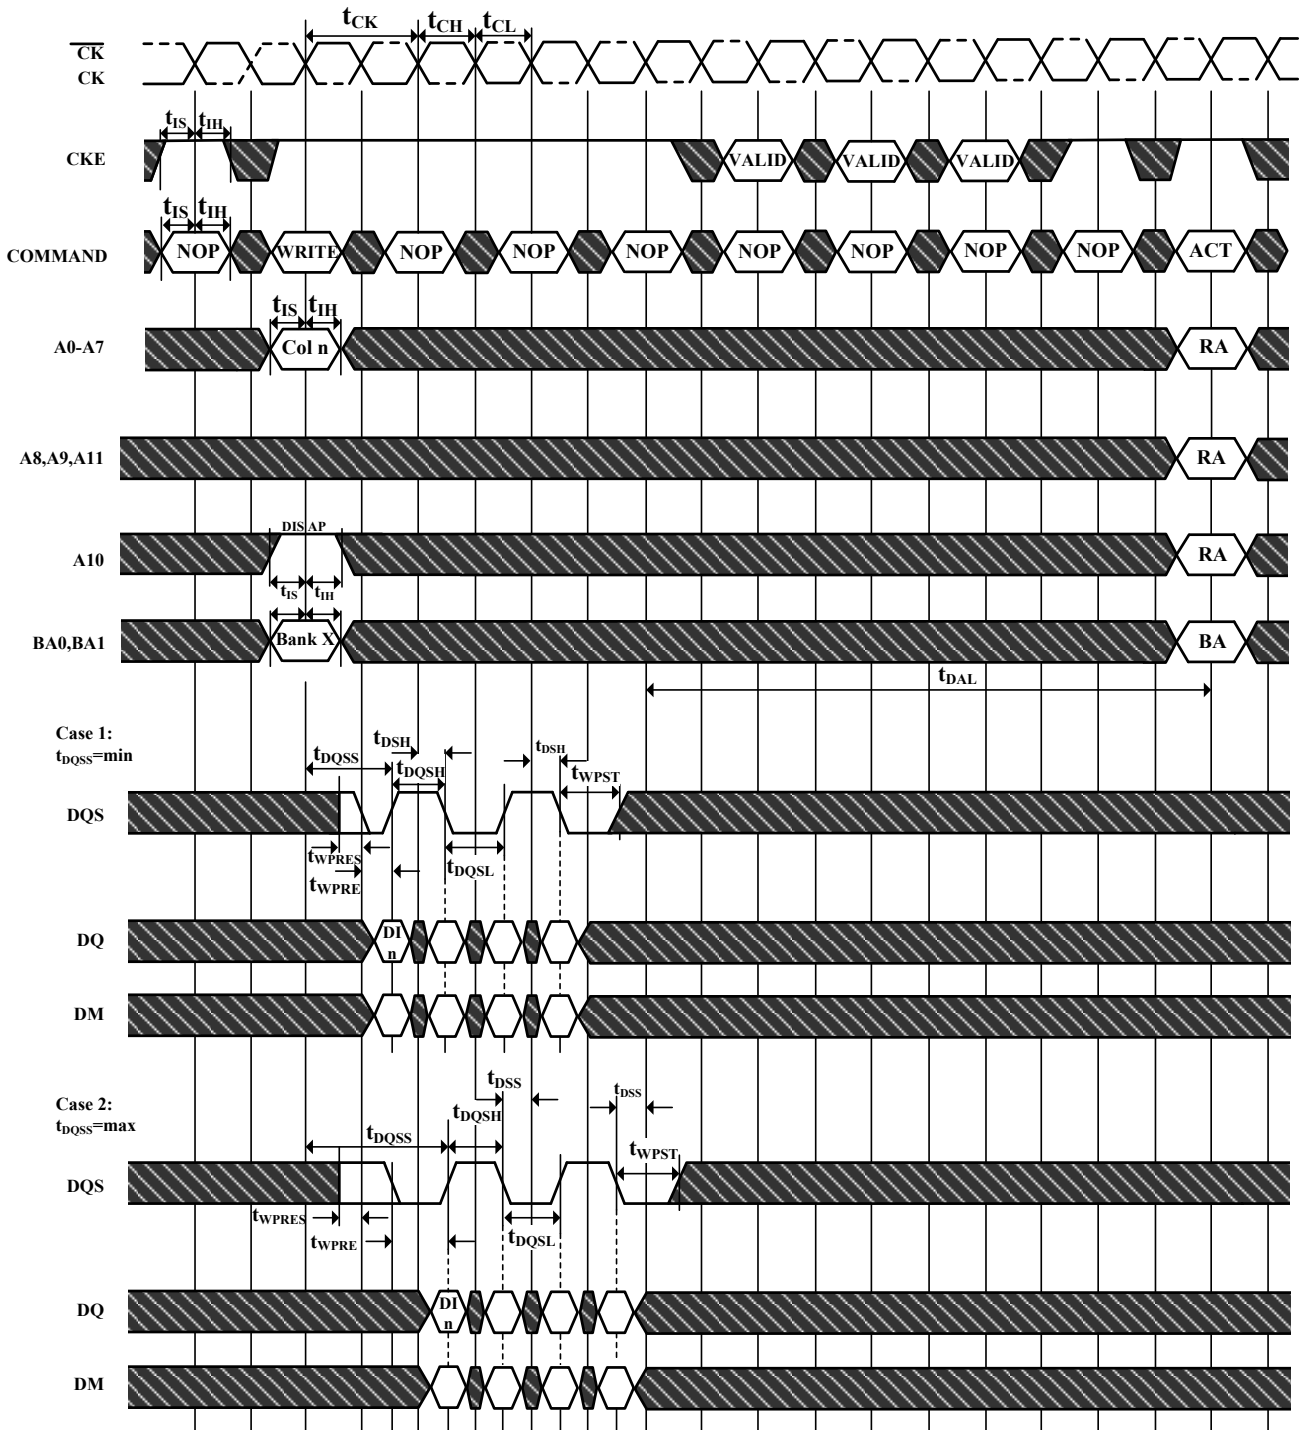 tCK tCH tCL
CK
CK
tIS tIH
CKE VALID VALID VALID
tIS tIH
COMMAND NOP WRITE NOP NOP NOP NOP NOP NOP NOP ACT
tIS tIH
A0-A7 Col n RA
A8,A9,A11 RA
DIS AP
A10 RA
tIS tIH
BA0,BA1 Bank X BA
tDAL
Case 1:
tDQSS=min
tDSH tDSH
tDQSS tDQSH tWPST
DQS
tWPRES tDQSL
tWPRE
DQ DI
n
DM
tDSS tDSS
Case 2:
tDQSS=max
tDQSS tDQSH tWPST
DQS
tWPRES tWPRE tDQSL
DQ DI
n
DM